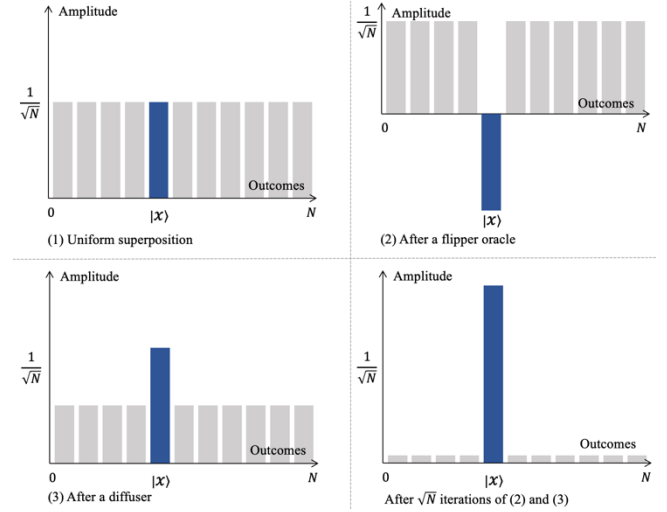 Amplitude
1
√N
Outcomes
0
|x⟩
N
(1) Uniform superposition
Amplitude
1
√N
Outcomes
0
N
|x⟩
(2) After a flipper oracle
Amplitude
1
√N
Outcomes
0
|x⟩
N
(3) After a diffuser
Amplitude
1
√N
Outcomes
0
|x⟩
N
After √N iterations of (2) and (3)